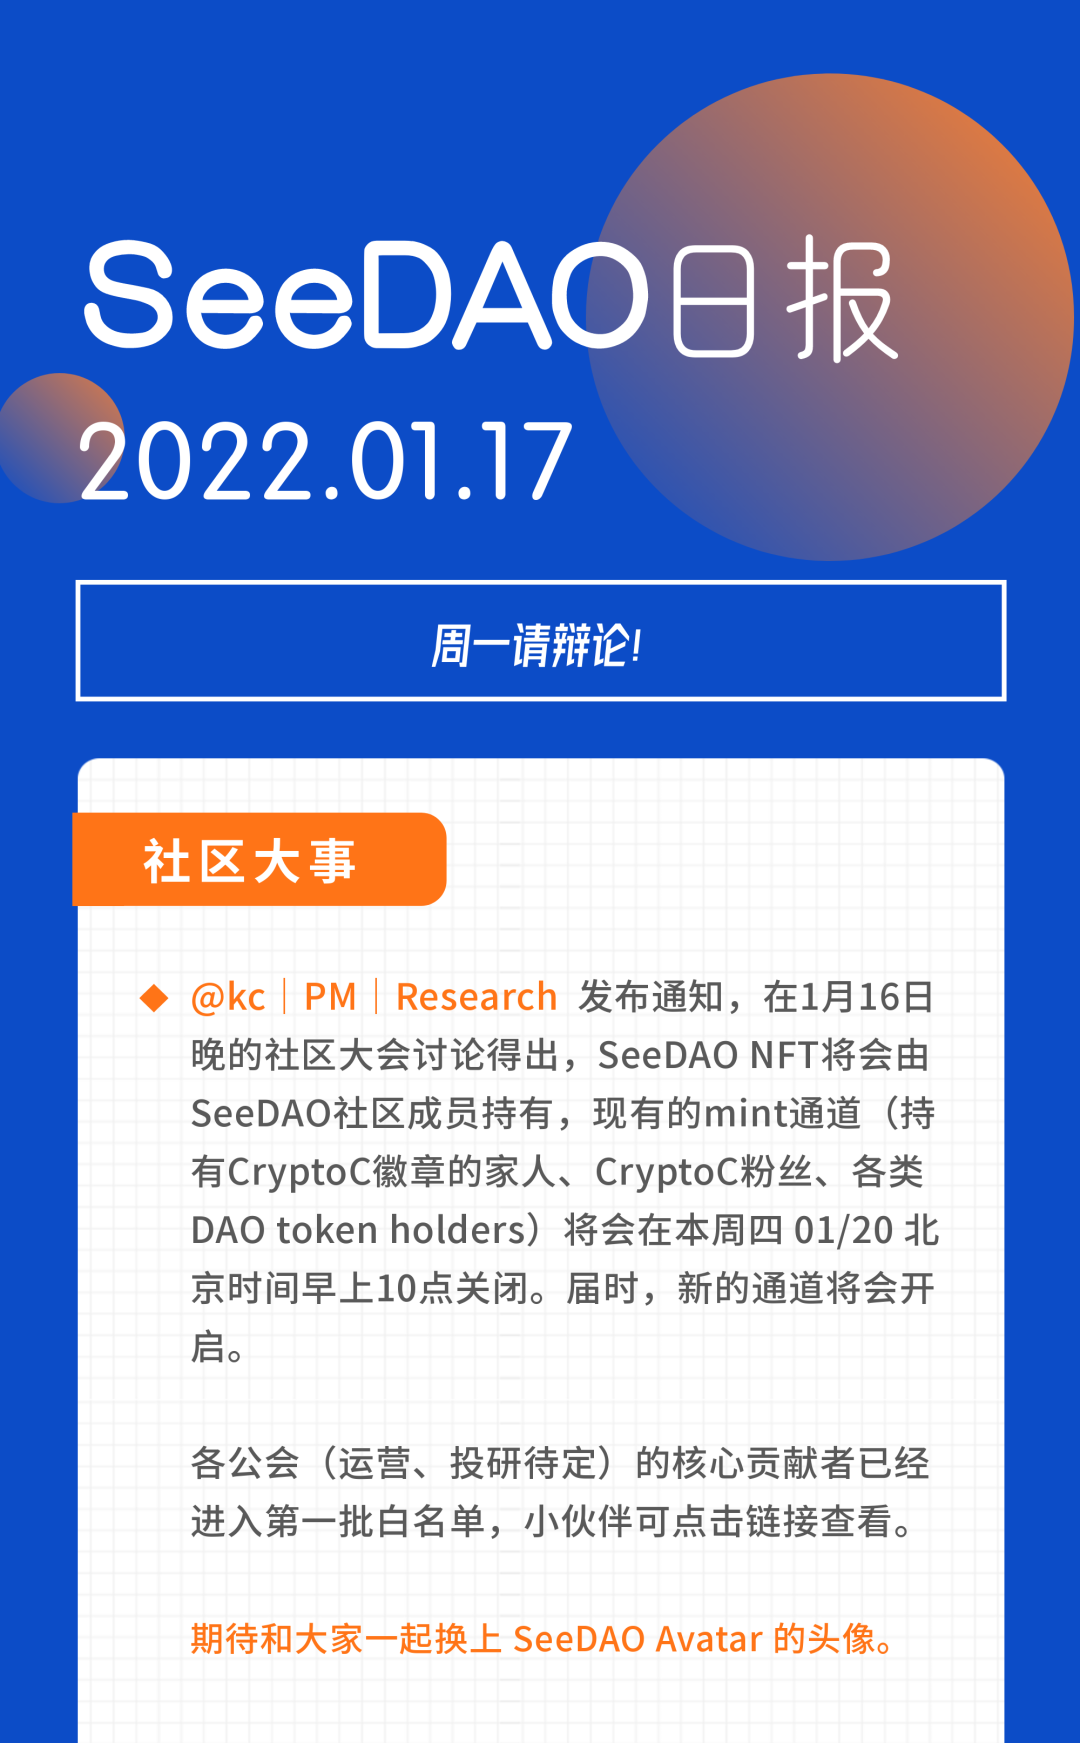 SeeDAO日报
2022.01.17
周一请辩论!
社区大事
@kc｜PM｜Research 发布通知，在1月16日
晚的社区大会讨论得出，SeeDAO NFT将会由
SeeDAO社区成员持有，现有的mint通道（持
有CryptoC徽章的家人、CryptoC粉丝、各类
DAO token holders）将会在本周四 01/20 北
京时间早上10点关闭。届时，新的通道将会开
启。
各公会（运营、投研待定）的核心贡献者已经
进入第一批白名单，小伙伴可点击链接查看。
期待和大家一起换上 SeeDAO Avatar 的头像。